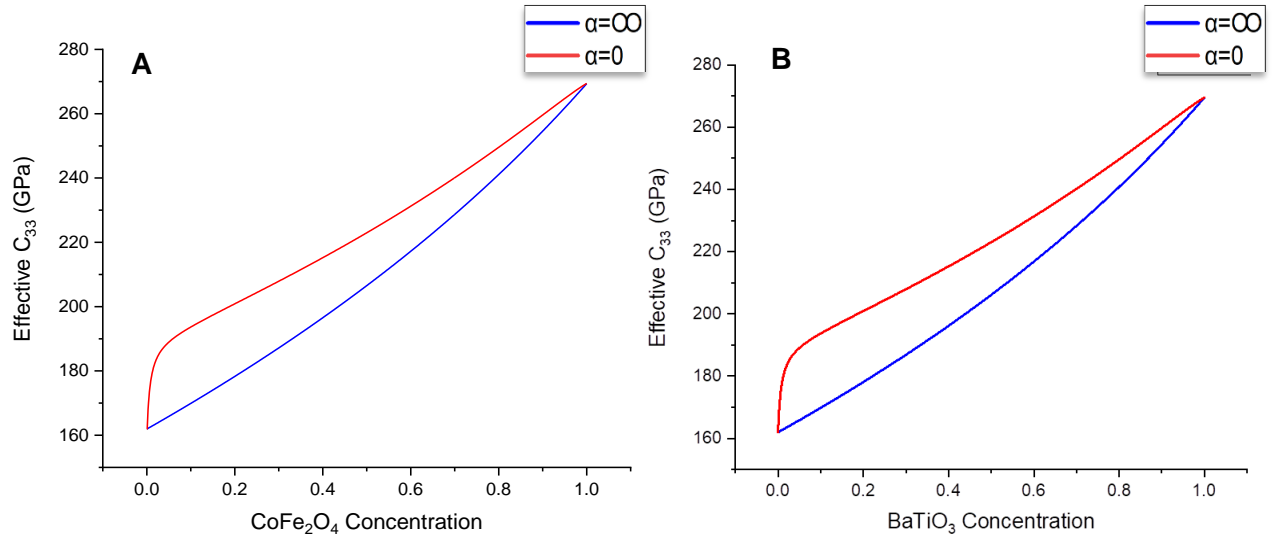 α=∞
α=0
A
280
260
240
220
200
180
160
Effective C₃₃ (GPa)
0.0 0.2 0.4 0.6 0.8 1.0
CoFe₂O₄ Concentration
α=∞
α=0
B
280
260
240
220
200
180
160
Effective C₃₃ (GPa)
0.0 0.2 0.4 0.6 0.8 1.0
BaTiO₃ Concentration